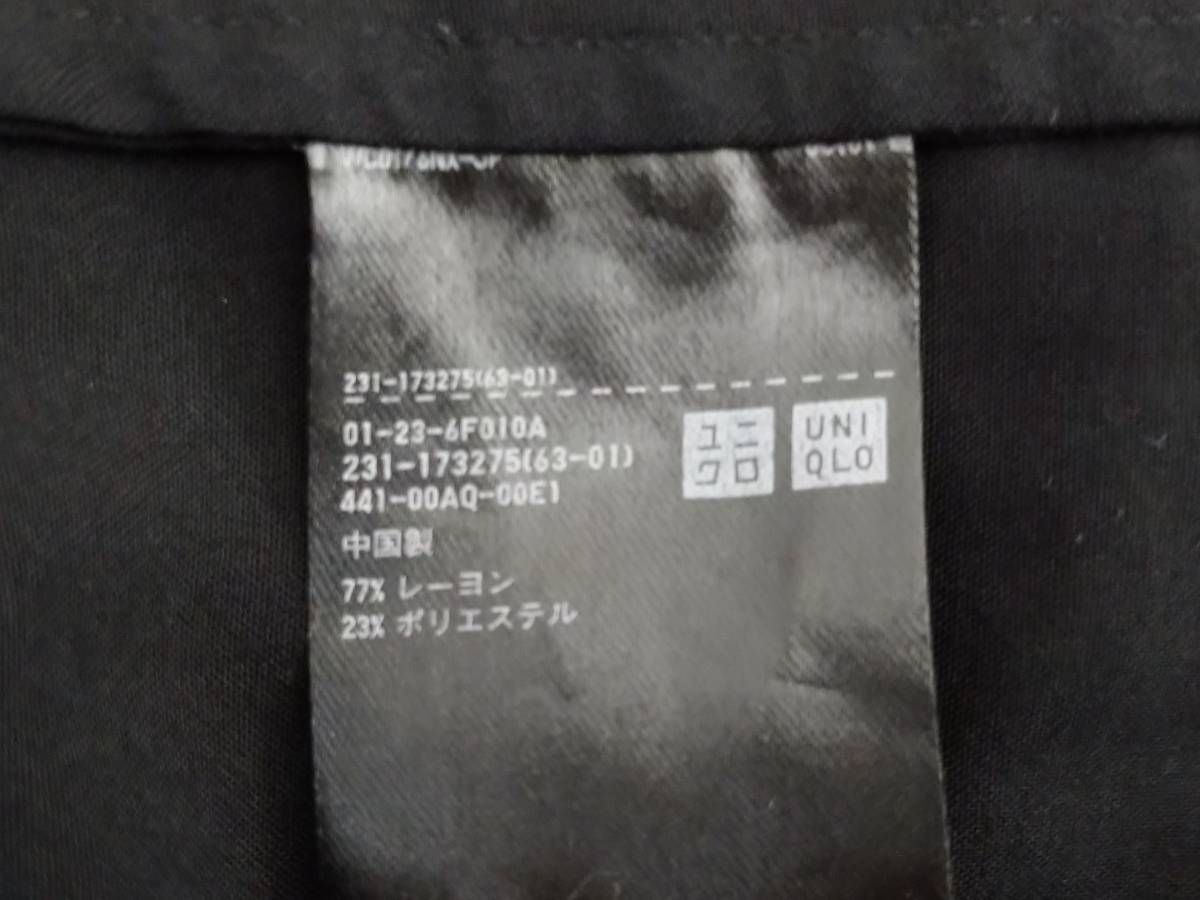 231-173275(63-01)
01-23-6F010A
231-173275(63-01)
441-00AQ-00E1
ユニ
クロ
UNI
QLO
中国製
77% レーヨン
23% ポリエステル